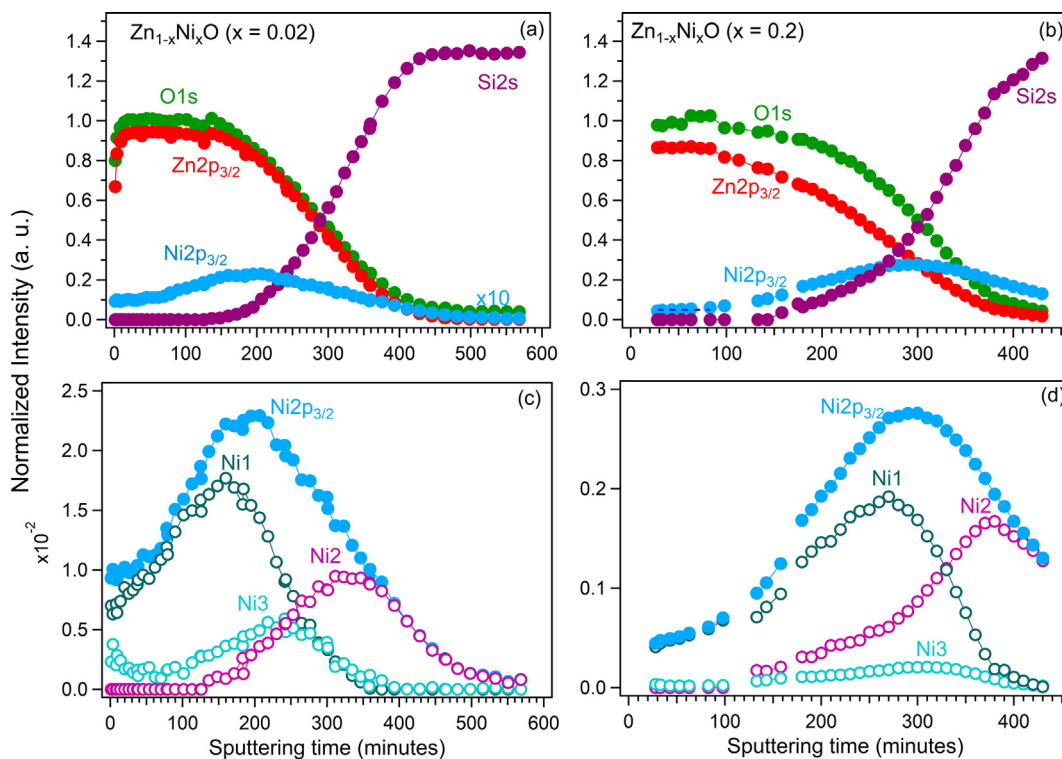 Zn1-xNixO (x = 0.02)
(a)
O1s
Si2s
Zn2p3/2
Ni2p3/2
x10
1.4
1.2
1.0
0.8
0.6
0.4
0.2
0.0
0 100 200 300 400 500 600
Zn1-xNixO (x = 0.2)
(b)
Si2s
O1s
Zn2p3/2
Ni2p3/2
1.4
1.2
1.0
0.8
0.6
0.4
0.2
0.0
0 100 200 300 400
Normalized Intensity (a. u.)
(c)
Ni2p3/2
Ni1
Ni2
Ni3
x10-2
2.5
2.0
1.5
1.0
0.5
0.0
0 100 200 300 400 500 600
Sputtering time (minutes)
(d)
Ni2p3/2
Ni1
Ni2
Ni3
0.3
0.2
0.1
0.0
0 100 200 300 400
Sputtering time (minutes)